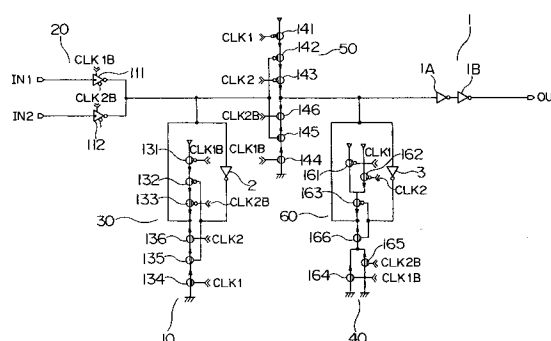 20
CLK1B
IN1
111
CLK2B
IN2
112
CLK1
141
142
50
CLK2
143
CLK2B
146
145
CLK1B
144
1
1A
1B
OU
131
CLK1B
132
133
2
CLK2B
30
136
CLK2
135
134
CLK1
10
161
CLK1
162
163
3
CLK2
60
166
165
CLK2B
164
CLK1B
40